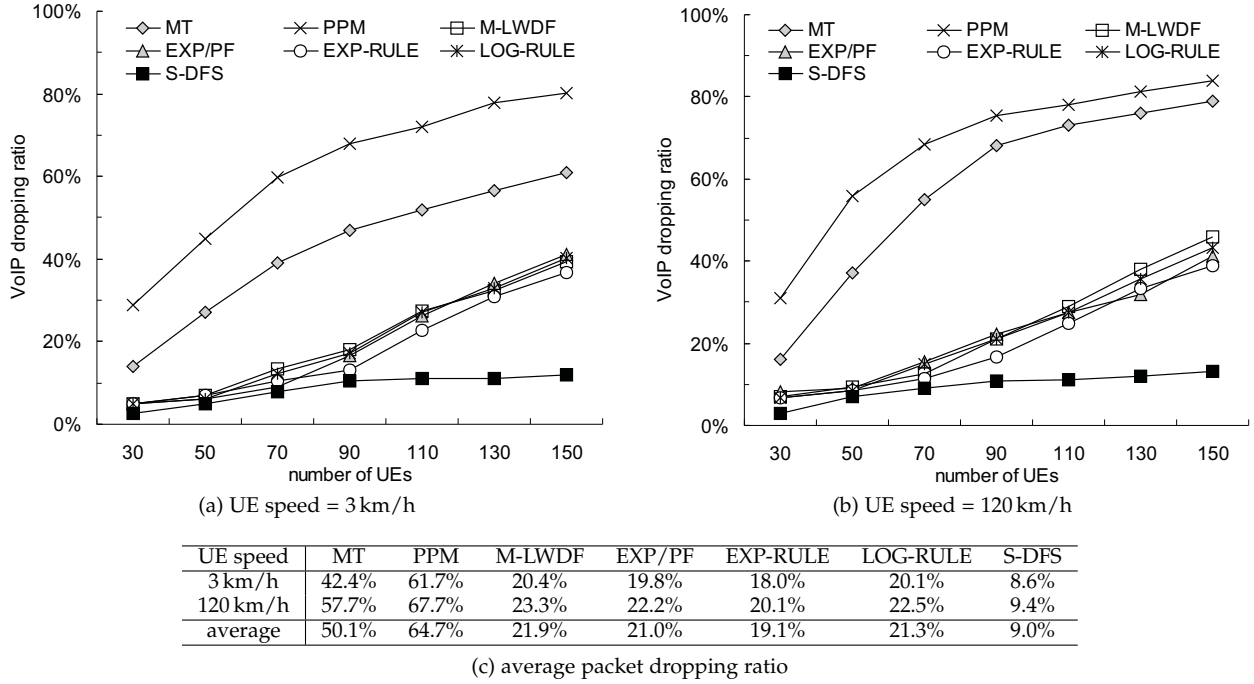 100%
80%
60%
40%
20%
0%
VoIP dropping ratio
MT PPM M-LWDF
EXP/PF EXP-RULE LOG-RULE
S-DFS
30 50 70 90 110 130 150
number of UEs
(a) UE speed = 3 km/h
100%
80%
60%
40%
20%
0%
VoIP dropping ratio
MT PPM M-LWDF
EXP/PF EXP-RULE LOG-RULE
S-DFS
30 50 70 90 110 130 150
number of UEs
(b) UE speed = 120 km/h
UE speed MT PPM M-LWDF EXP/PF EXP-RULE LOG-RULE S-DFS
3 km/h 42.4% 61.7% 20.4% 19.8% 18.0% 20.1% 8.6%
120 km/h 57.7% 67.7% 23.3% 22.2% 20.1% 22.5% 9.4%
average 50.1% 64.7% 21.9% 21.0% 19.1% 21.3% 9.0%
(c) average packet dropping ratio